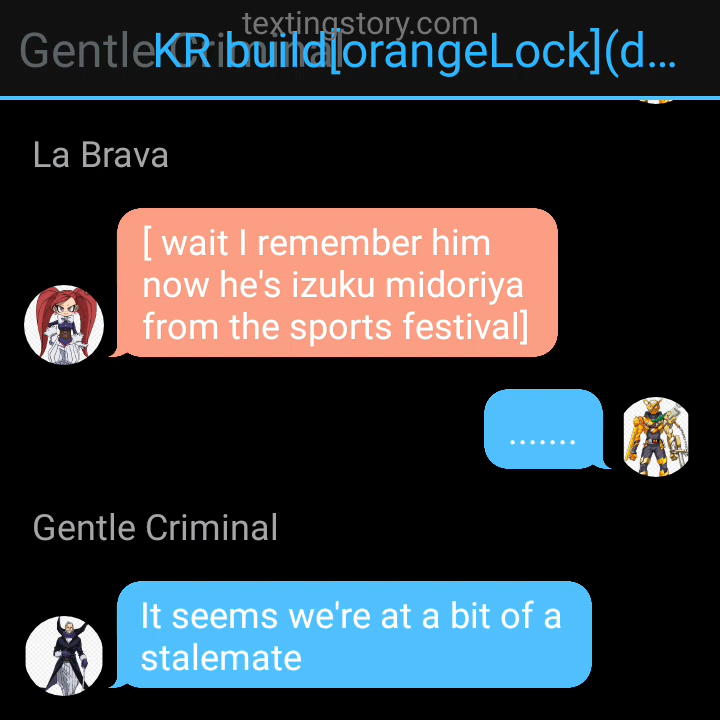 textingstory.com
Gentle Criminal
KR build[orangeLock](d...
La Brava
[ wait I remember him
now he's izuku midoriya
from the sports festival]
.......
Gentle Criminal
It seems we're at a bit of a
stalemate